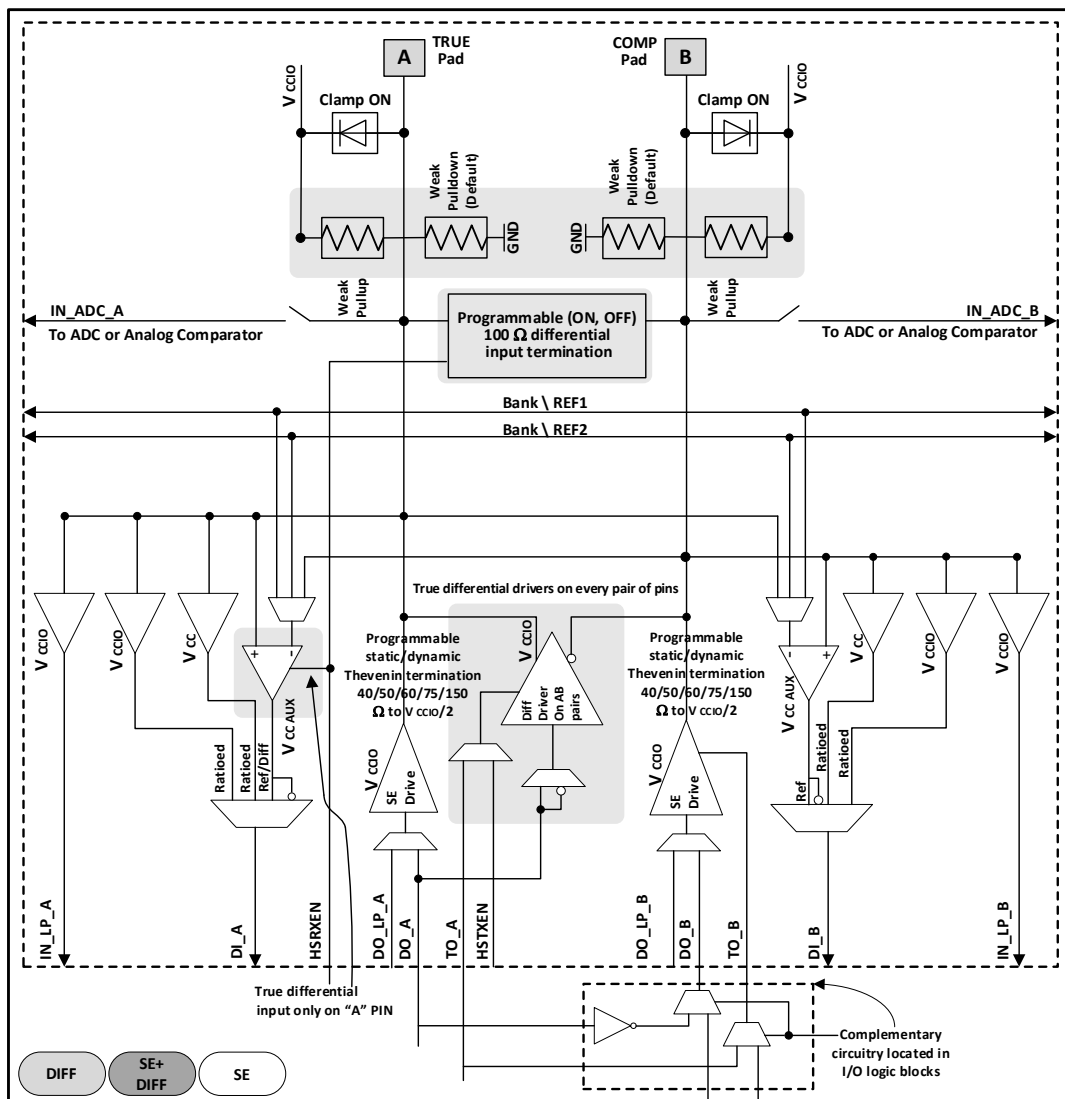 TRUE
Pad
A
COMP
Pad
B
V CCIO
Clamp ON
Clamp ON
V CCIO
Weak
Pulldown
(Default)
Weak
Pulldown
(Default)
GND
GND
Weak
Pullup
Weak
Pullup
IN_ADC_A
To ADC or Analog Comparator
Programmable (ON, OFF)
100 Ω differential
input termination
IN_ADC_B
To ADC or Analog Comparator
Bank \ REF1
Bank \ REF2
True differential drivers on every pair of pins
V CCIO
V CCIO
V CC
+ -
V CC AUX
Programmable
static/dynamic
Thevenin termination
40/50/60/75/150
Ω to V CCIO/2
V CCIO
Diff
Driver
On AB
pairs
Programmable
static/dynamic
Thevenin termination
40/50/60/75/150
Ω to V CCIO/2
- +
V CC AUX
V CC
V CCIO
V CCIO
Ratioed
Ratioed
Ref/Diff
V CCIO
SE
Drive
V CCIO
SE
Drive
Ref
Ratioed
Ratioed
IN_LP_A
DI_A
HSRXEN
DO_LP_A
DO_A
TO_A
HSTXEN
DO_LP_B
DO_B
TO_B
DI_B
IN_LP_B
True differential
input only on “A” PIN
Complementary
circuitry located in
I/O logic blocks
DIFF
SE+
DIFF
SE